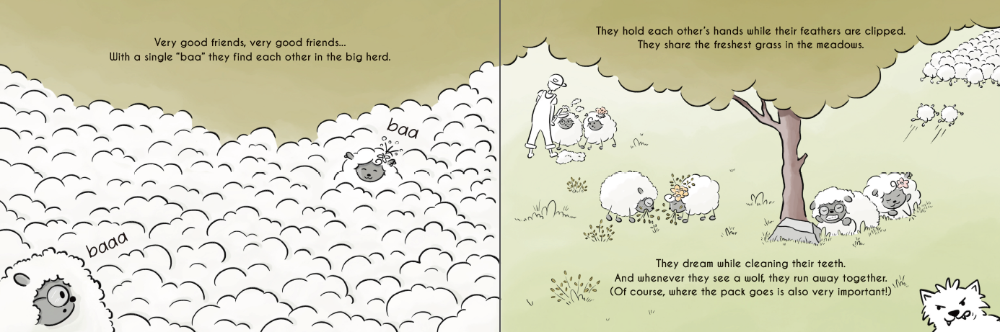 Very good friends, very good friends...
With a single “baa” they find each other in the big herd.
baa
baaa
They hold each other’s hands while their feathers are clipped.
They share the freshest grass in the meadows.
They dream while cleaning their teeth.
And whenever they see a wolf, they run away together.
(Of course, where the pack goes is also very important!)